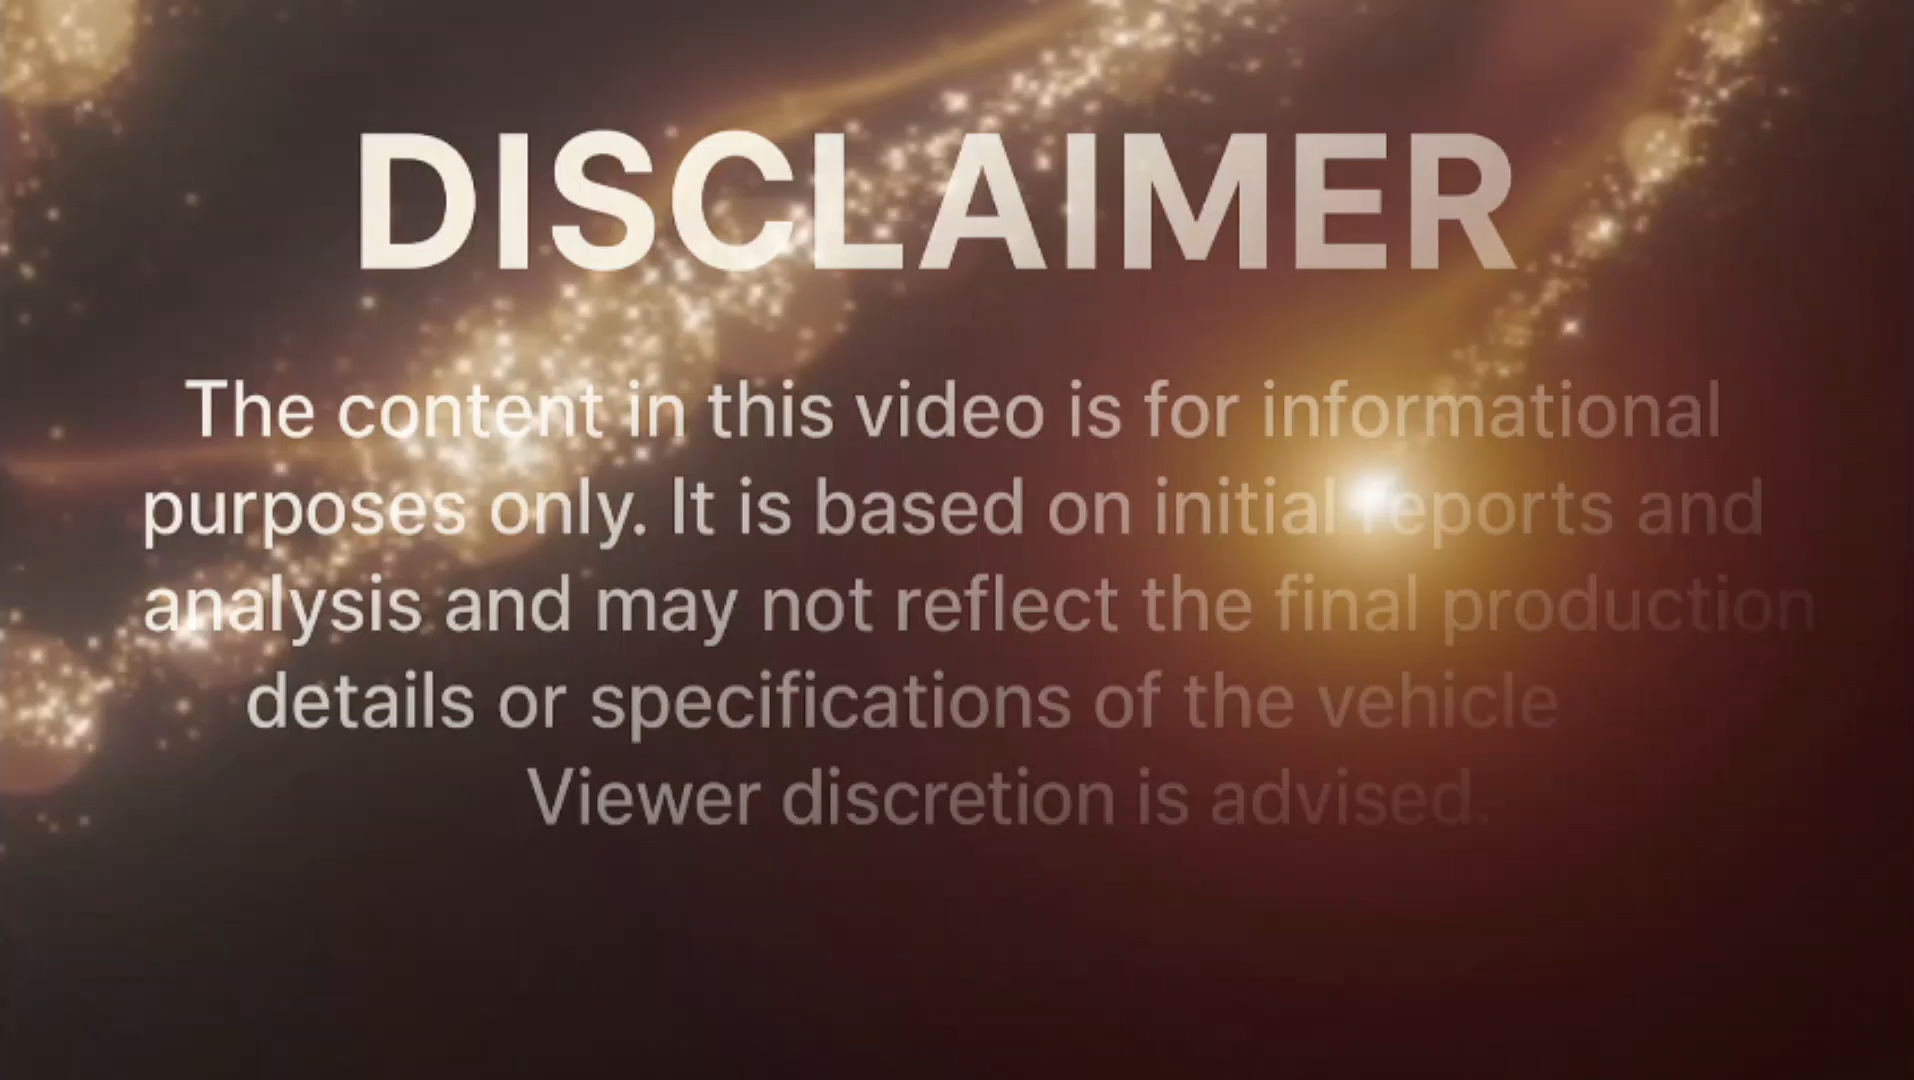 DISCLAIMER
The content in this video is for informational
purposes only. It is based on initial reports and
analysis and may not reflect the final production
details or specifications of the vehicle
Viewer discretion is advised.